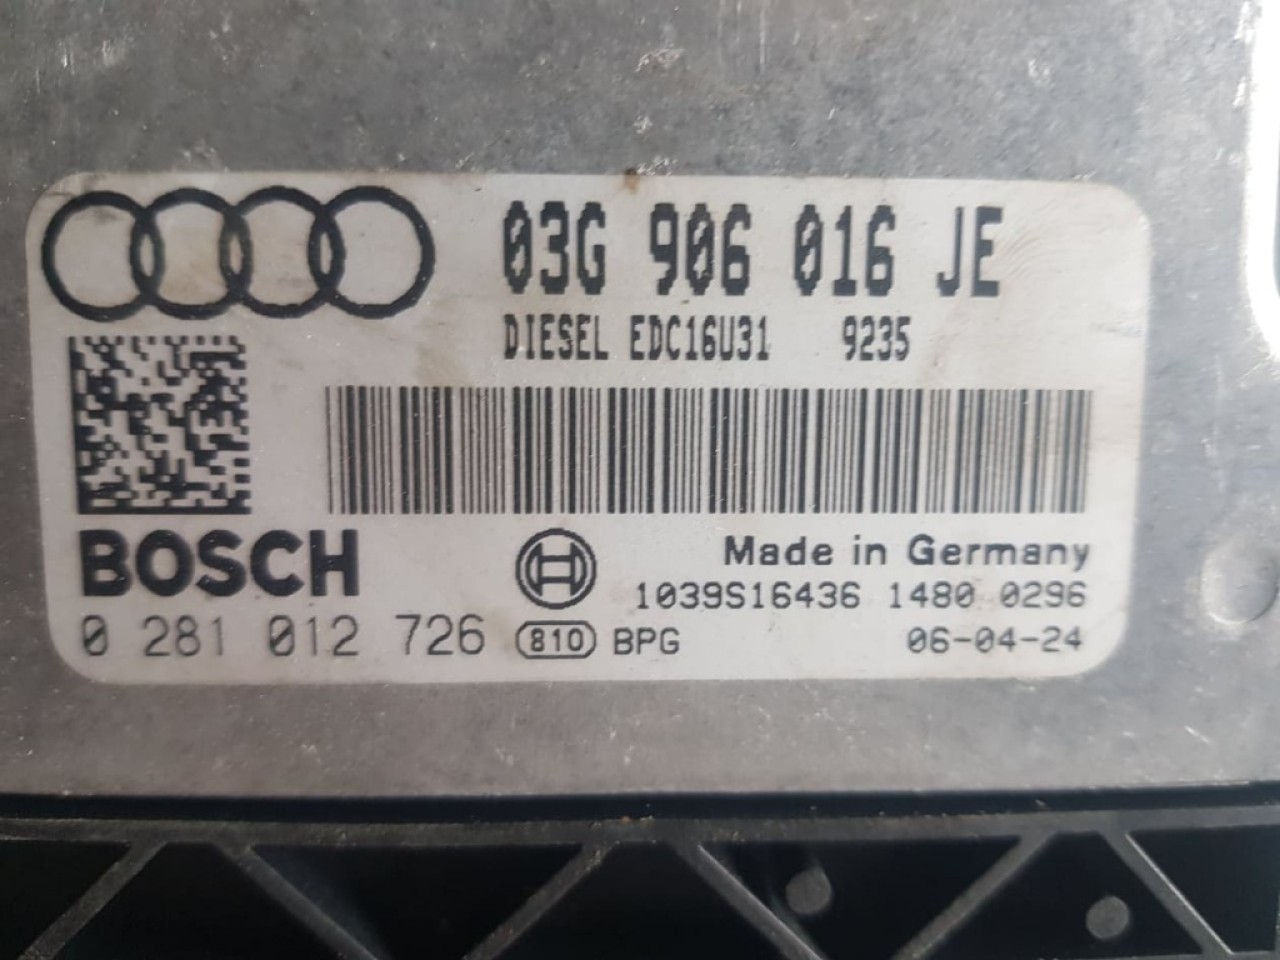 03G 906 016 JE
DIESEL EDC16U31 9235
BOSCH
Made in Germany
1039S16436 1480 0296
0 281 012 726 810 BPG 06-04-24